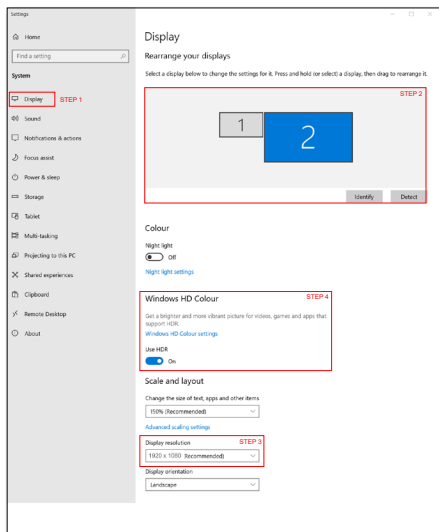 Settings
Home
Find a setting
System
Display STEP 1
Sound
Notifications & actions
Focus assist
Power & sleep
Storage
Tablet
Multi-tasking
Projecting to this PC
Shared experiences
Clipboard
Remote Desktop
About
Display
Rearrange your displays
Select a display below to change the settings for it. Press and hold (or select) a display, then drag to rearrange it.
STEP 2
1
2
Identify Detect
Colour
Night light
Off
Night light settings
Windows HD Colour STEP 4
Get a brighter and more vibrant picture for videos, games and apps that
support HDR.
Windows HD Colour settings
Use HDR
On
Scale and layout
Change the size of text, apps and other items
150% (Recommended)
Advanced scaling settings
Display resolution STEP 3
1920 x 1080 (Recommended)
Display orientation
Landscape